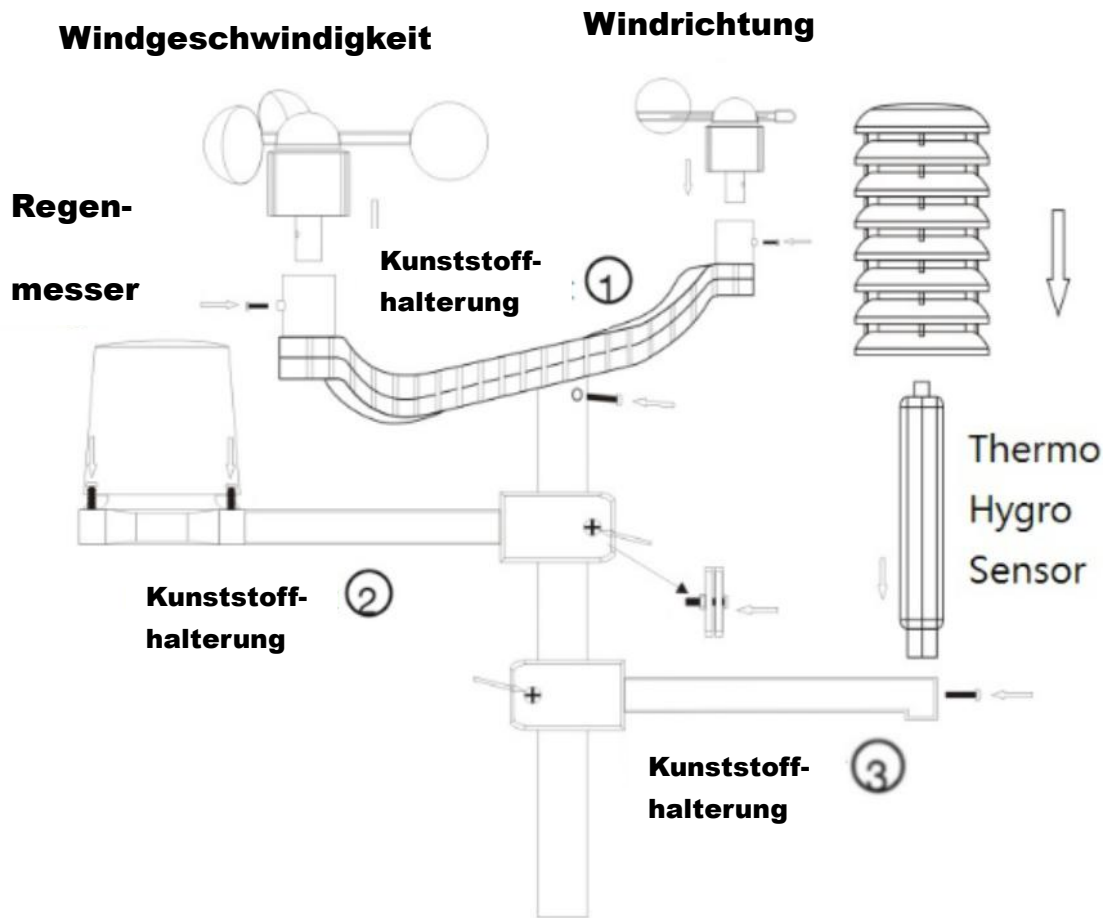 Windgeschwindigkeit
Windrichtung
Regen-
messer
Kunststoff-
halterung
1
Thermo
Hygro
Sensor
Kunststoff-
halterung
2
Kunststoff-
halterung
3